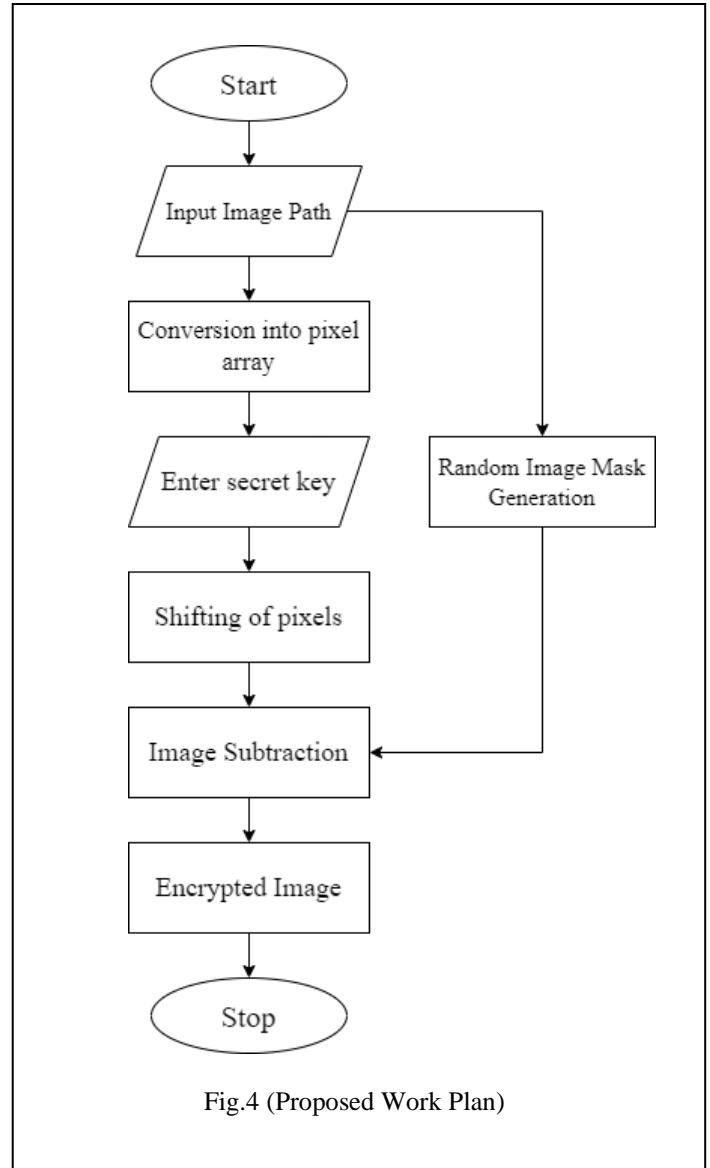 Start
Input Image Path
Conversion into pixel
array
Enter secret key
Random Image Mask
Generation
Shifting of pixels
Image Subtraction
Encrypted Image
Stop
Fig.4 (Proposed Work Plan)